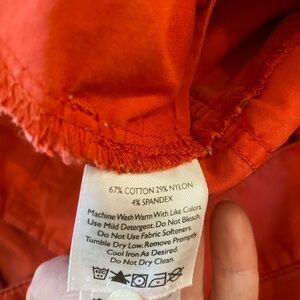 67% COTTON 29% NYLON
4% SPANDEX
Machine Wash Warm With Like Colors.
Use Mild Detergent. Do Not Bleach.
Do Not Use Fabric Softeners.
Tumble Dry Low. Remove Promptly.
Cool Iron As Desired.
Do Not Dry Clean.